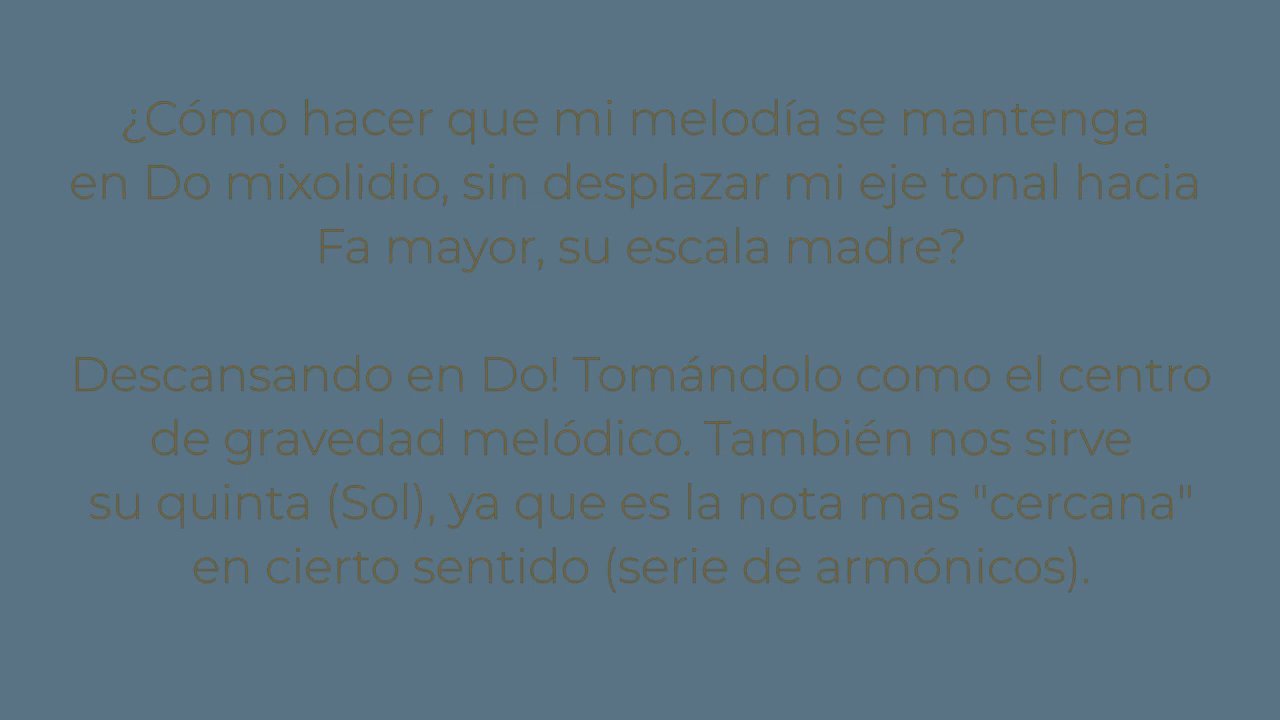 ¿Cómo hacer que mi melodía se mantenga
en Do mixolidio, sin desplazar mi eje tonal hacia
Fa mayor, su escala madre?
Descansando en Do! Tomándolo como el centro
de gravedad melódico. También nos sirve
su quinta (Sol), ya que es la nota mas "cercana"
en cierto sentido (serie de armónicos).